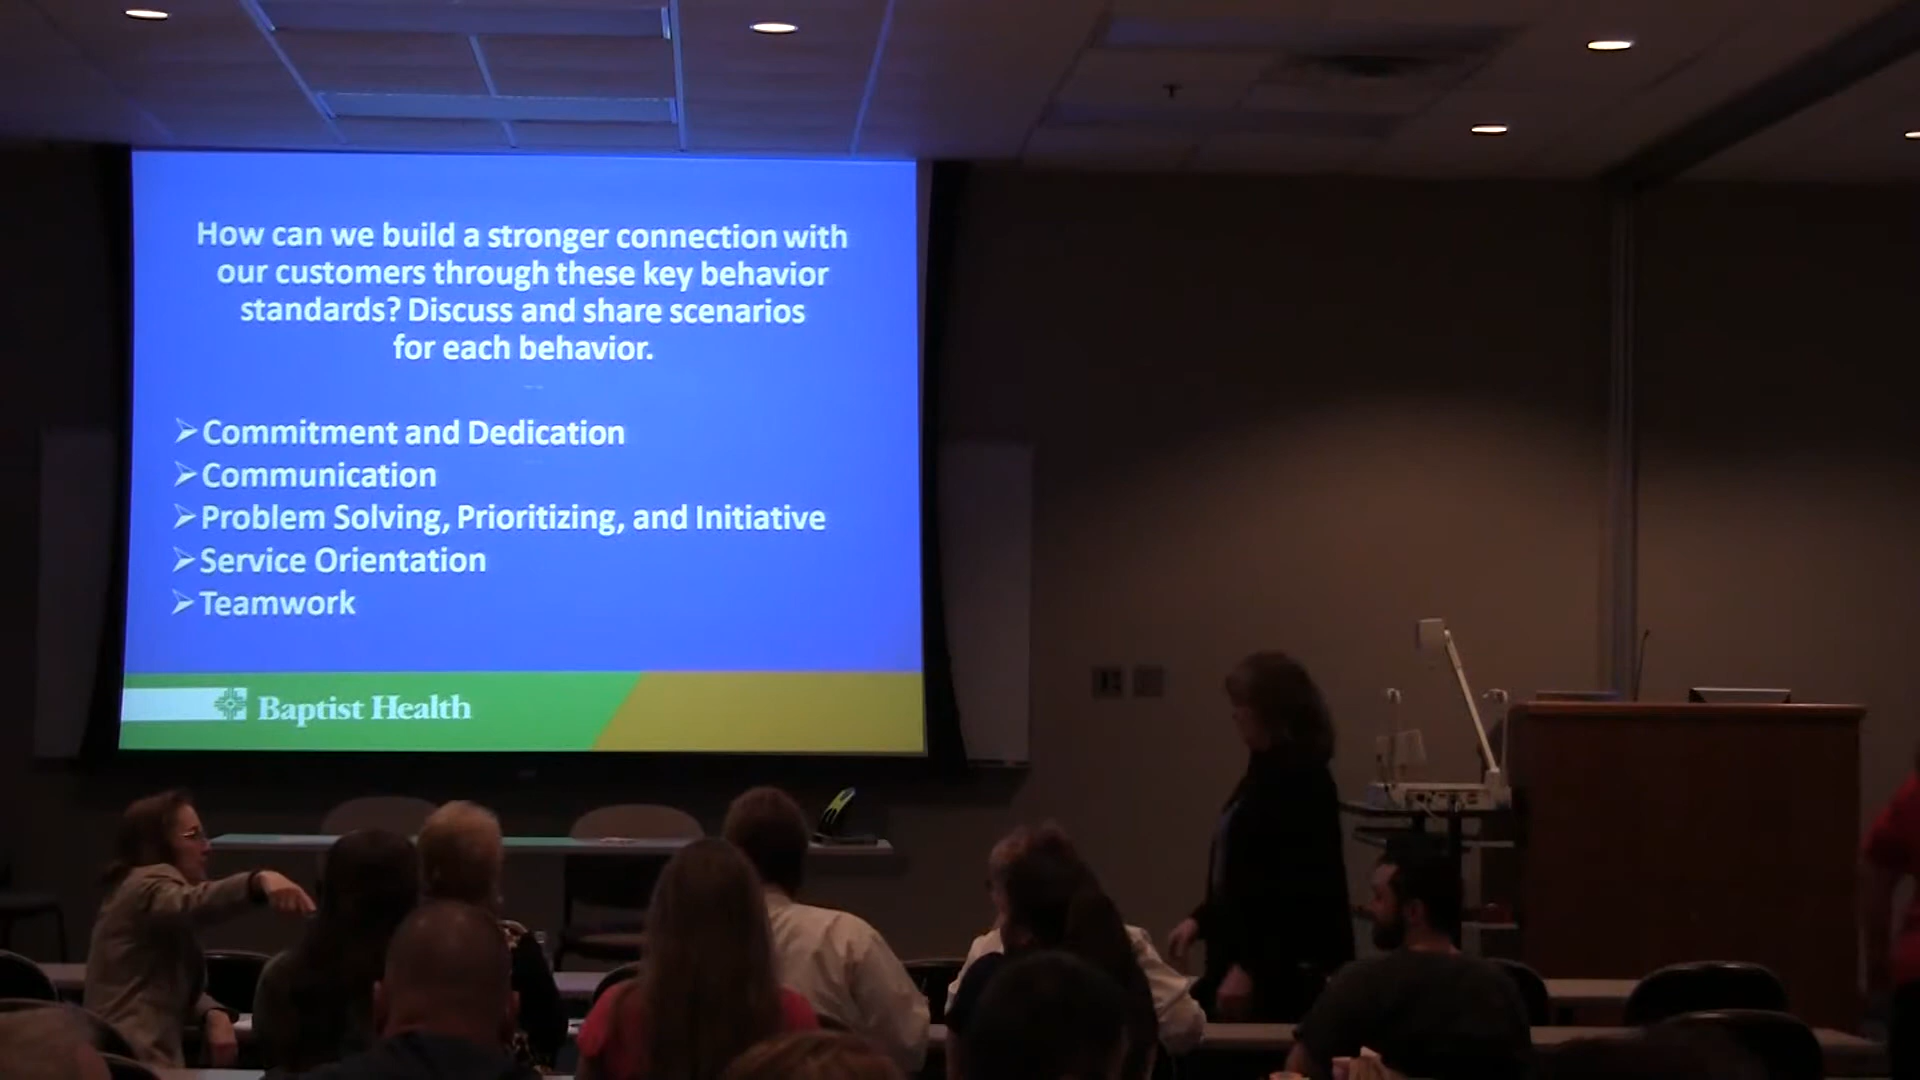 How can we build a stronger connection with
our customers through these key behavior
standards? Discuss and share scenarios
for each behavior.
Commitment and Dedication
Communication
Problem Solving, Prioritizing, and Initiative
Service Orientation
Teamwork
Baptist Health